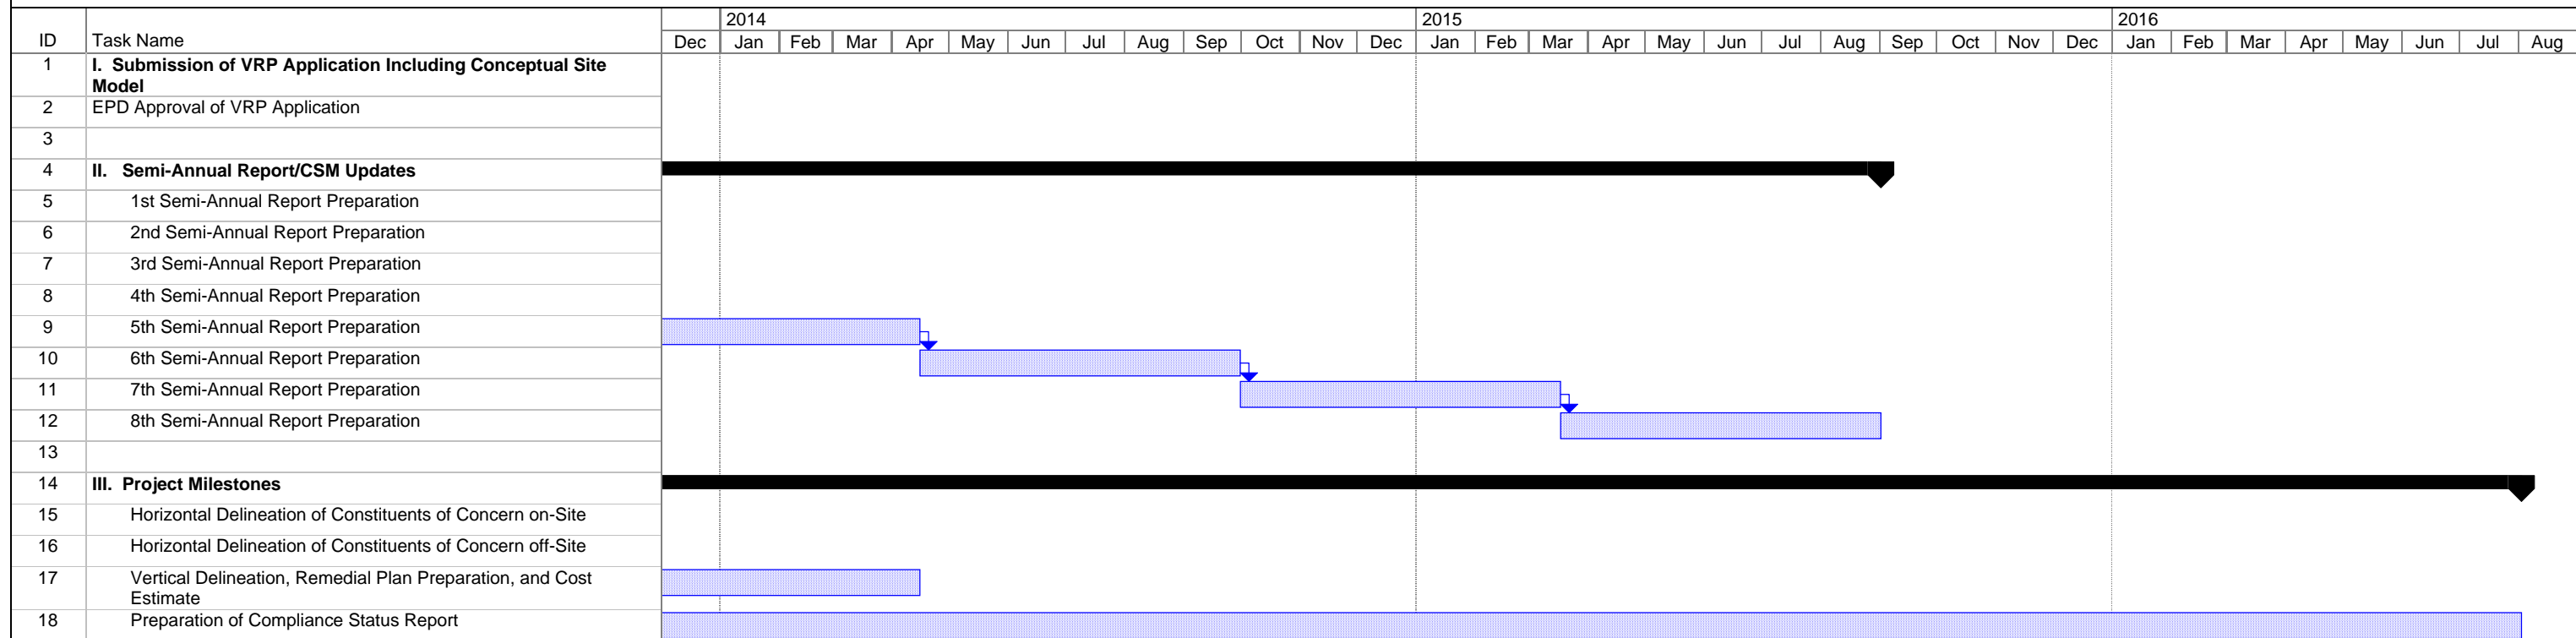 2014 2015 2016
ID Task Name Dec Jan Feb Mar Apr May Jun Jul Aug Sep Oct Nov Dec Jan Feb Mar Apr May Jun Jul Aug Sep Oct Nov Dec Jan Feb Mar Apr May Jun Jul Aug
1 I. Submission of VRP Application Including Conceptual Site
Model
2 EPD Approval of VRP Application
3
4 II. Semi-Annual Report/CSM Updates
5 1st Semi-Annual Report Preparation
6 2nd Semi-Annual Report Preparation
7 3rd Semi-Annual Report Preparation
8 4th Semi-Annual Report Preparation
9 5th Semi-Annual Report Preparation
10 6th Semi-Annual Report Preparation
11 7th Semi-Annual Report Preparation
12 8th Semi-Annual Report Preparation
13
14 III. Project Milestones
15 Horizontal Delineation of Constituents of Concern on-Site
16 Horizontal Delineation of Constituents of Concern off-Site
17 Vertical Delineation, Remedial Plan Preparation, and Cost
Estimate
18 Preparation of Compliance Status Report